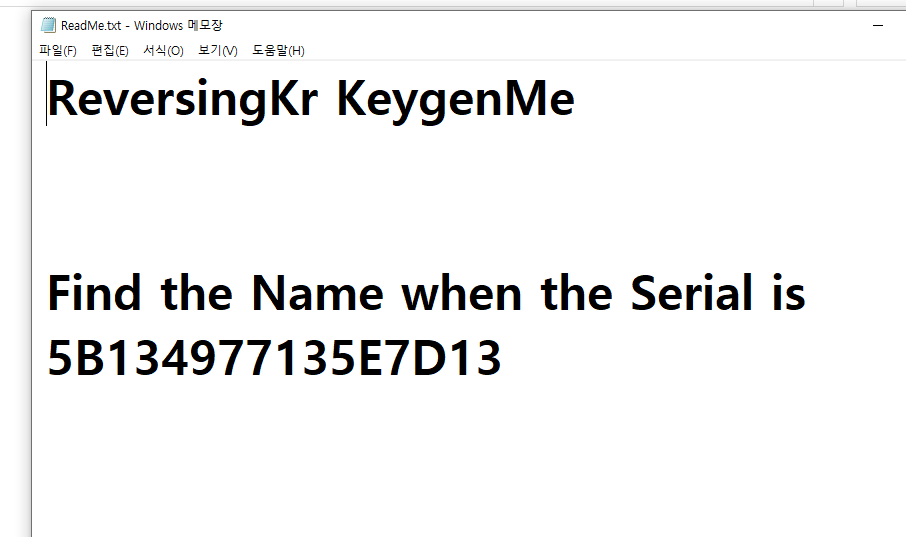 ReadMe.txt - Windows 메모장
파일(F) 편집(E) 서식(O) 보기(V) 도움말(H)
ReversingKr KeygenMe
Find the Name when the Serial is
5B134977135E7D13